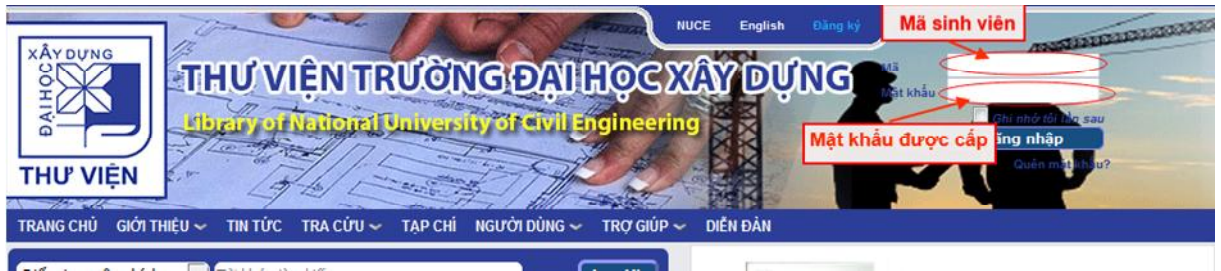 NUCE English Đăng ký
Mã sinh viên
XÂY DỰNG
ĐẠI HỌC
THƯ VIỆN
THƯ VIỆN TRƯỜNG ĐẠI HỌC XÂY DỰNG
Library of National University of Civil Engineering
Mã
Mật khẩu
Ghi nhớ tôi lần sau
Mật khẩu được cấp
ăng nhập
Quên mật khẩu?
TRANG CHỦ GIỚI THIỆU TIN TỨC TRA CỨU TẠP CHÍ NGƯỜI DÙNG TRỢ GIÚP DIỄN ĐÀN